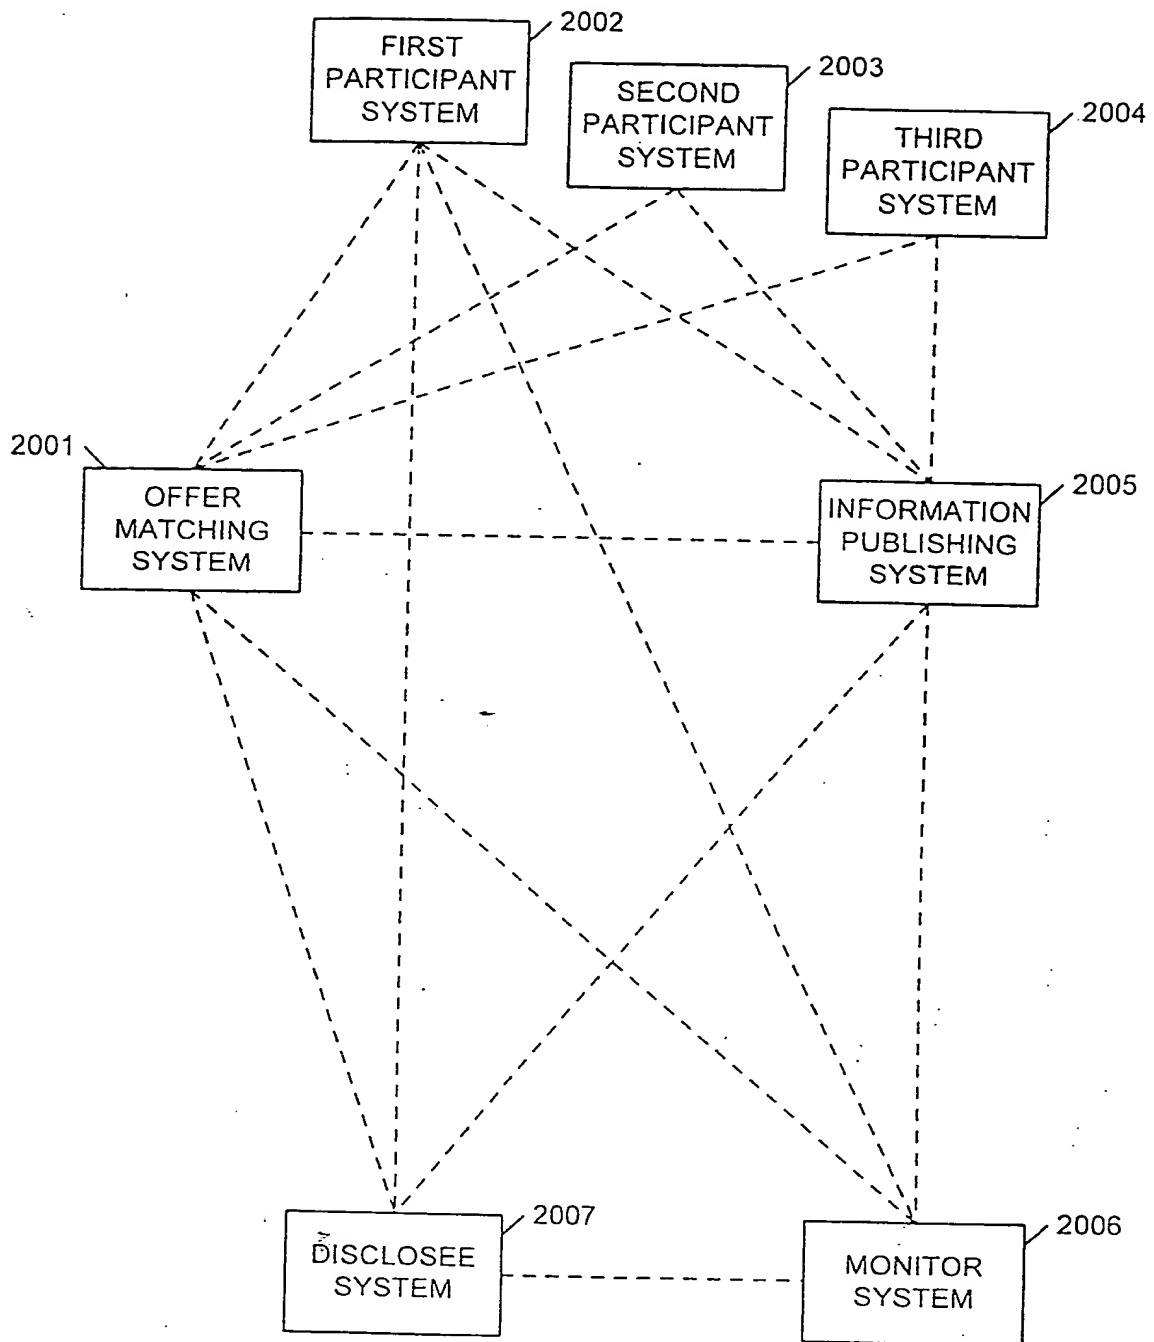 2002
FIRST
PARTICIPANT
SYSTEM
2003
SECOND
PARTICIPANT
SYSTEM
2004
THIRD
PARTICIPANT
SYSTEM
2001
OFFER
MATCHING
SYSTEM
2005
INFORMATION
PUBLISHING
SYSTEM
2007
DISCLOSEE
SYSTEM
2006
MONITOR
SYSTEM